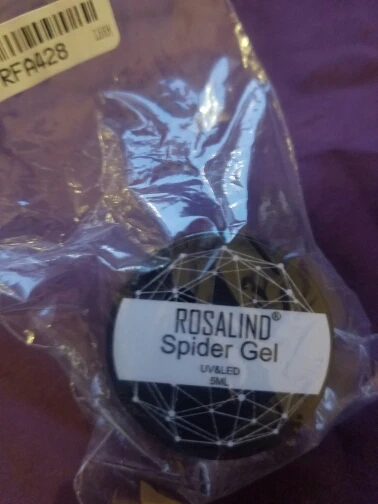 RFA428
ROSALIND®
Spider Gel
UV&LED
5ML